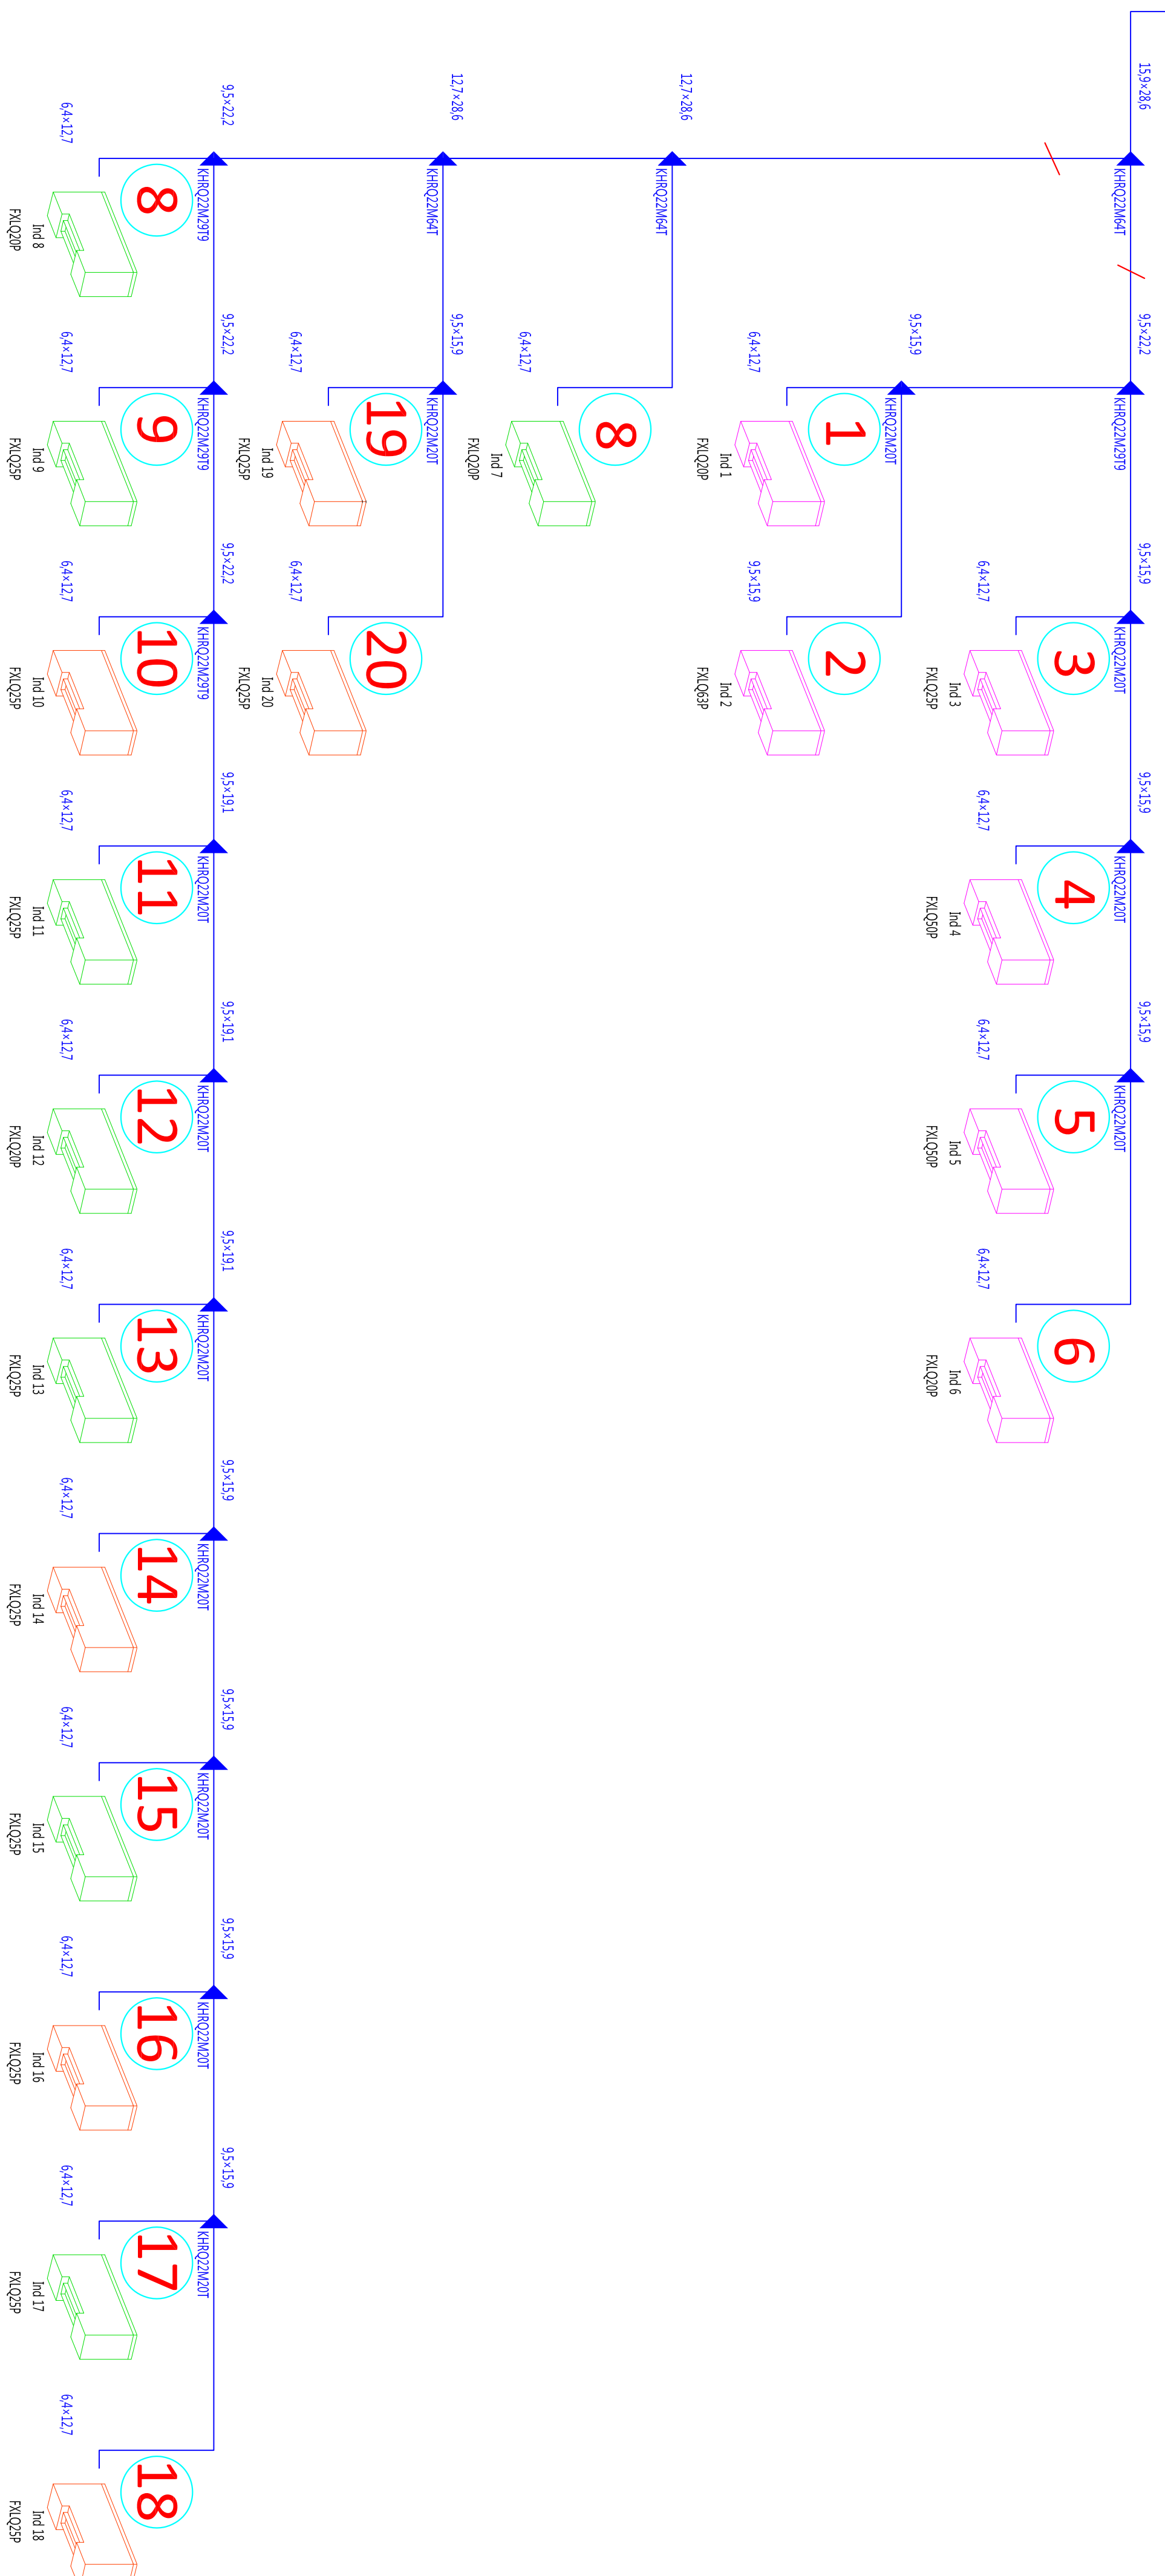 15,9×28,6 9,5×22,2 9,5×15,9 9,5×15,9 9,5×15,9
KHRQ22M64T KHRQ22M29T9 KHRQ22M20T KHRQ22M20T KHRQ22M20T
3 4 5 6
6,4×12,7 6,4×12,7 6,4×12,7 6,4×12,7
Ind 3 Ind 4 Ind 5 Ind 6
FXLQ25P FXLQ50P FXLQ50P FXLQ20P
9,5×15,9
KHRQ22M20T
1 2
6,4×12,7 9,5×15,9
Ind 1 Ind 2
FXLQ20P FXLQ63P
12,7×28,6
KHRQ22M64T
8
6,4×12,7
Ind 7
FXLQ20P
12,7×28,6 9,5×15,9
KHRQ22M64T KHRQ22M20T
19 20
6,4×12,7 6,4×12,7
Ind 19 Ind 20
FXLQ25P FXLQ25P
9,5×22,2 9,5×22,2 9,5×22,2 9,5×19,1 9,5×19,1 9,5×19,1 9,5×15,9 9,5×15,9 9,5×15,9 9,5×15,9
KHRQ22M29T9 KHRQ22M29T9 KHRQ22M29T9 KHRQ22M20T KHRQ22M20T KHRQ22M20T KHRQ22M20T KHRQ22M20T KHRQ22M20T KHRQ22M20T
8 9 10 11 12 13 14 15 16 17 18
6,4×12,7 6,4×12,7 6,4×12,7 6,4×12,7 6,4×12,7 6,4×12,7 6,4×12,7 6,4×12,7 6,4×12,7 6,4×12,7 6,4×12,7
Ind 8 Ind 9 Ind 10 Ind 11 Ind 12 Ind 13 Ind 14 Ind 15 Ind 16 Ind 17 Ind 18
FXLQ20P FXLQ25P FXLQ25P FXLQ25P FXLQ20P FXLQ25P FXLQ25P FXLQ25P FXLQ25P FXLQ25P FXLQ25P